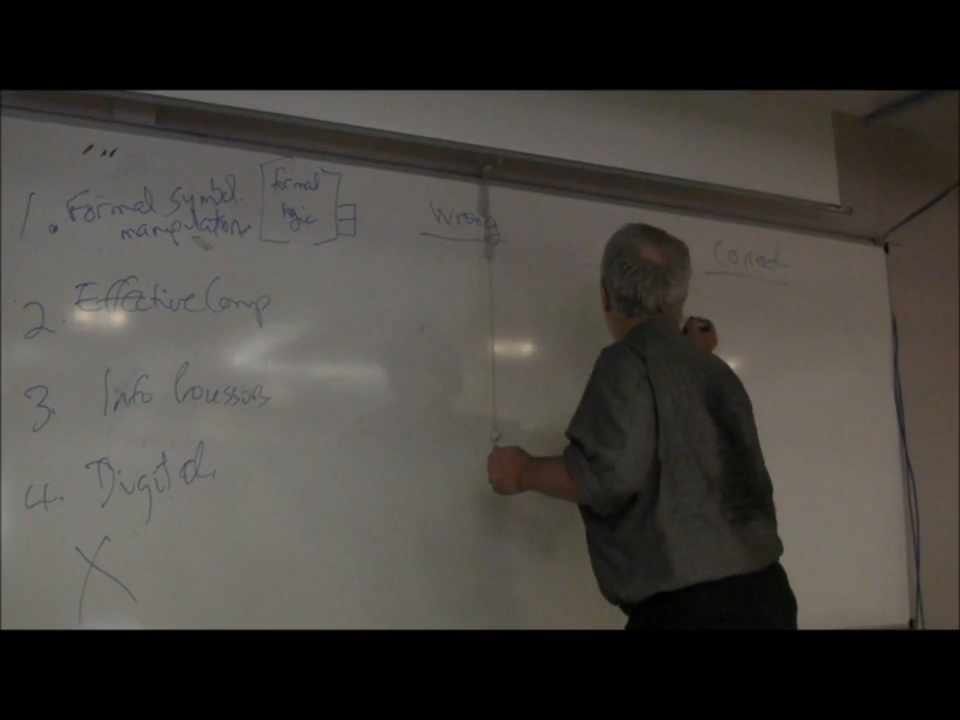 1. Formal Symbol
manipulation
[formal
logic]
Wrong
Correct
2. Effective Comp
3. Info Processors
4. Digital
X